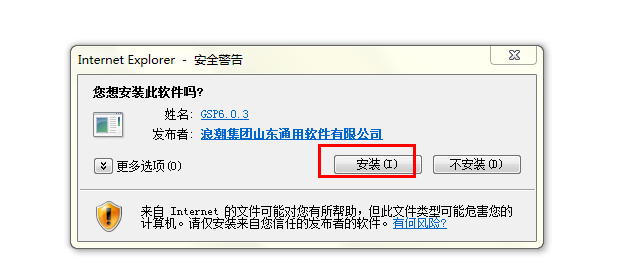 Internet Explorer - 安全警告
您想安装此软件吗?
姓名: GSP6.0.3
发布者: 浪潮集团山东通用软件有限公司
更多选项(O) 安装(I) 不安装(D)
来自 Internet 的文件可能对您有所帮助，但此文件类型可能危害您的
计算机。请仅安装来自您信任的发布者的软件。有何风险?